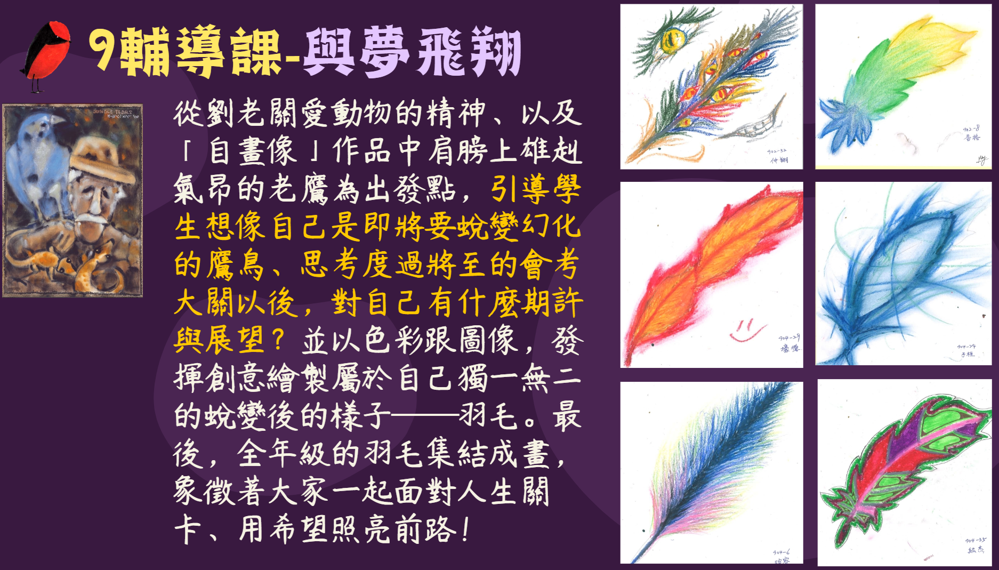 9輔導課-與夢飛翔
JUNGLE TEARS
從劉老關愛動物的精神、以及
「自畫像」作品中肩膀上雄赳
氣昂的老鷹為出發點，引導學
生想像自己是即將要蛻變幻化
的鷹鳥、思考度過將至的會考
大關以後，對自己有什麼期許
與展望？並以色彩跟圖像，發
揮創意繪製屬於自己獨一無二
的蛻變後的樣子——羽毛。最
後，全年級的羽毛集結成畫，
象徵著大家一起面對人生關
卡、用希望照亮前路！
902-32
仲翔
902-8
904-29
904-24
于桓
904-6
904-35
紘杰